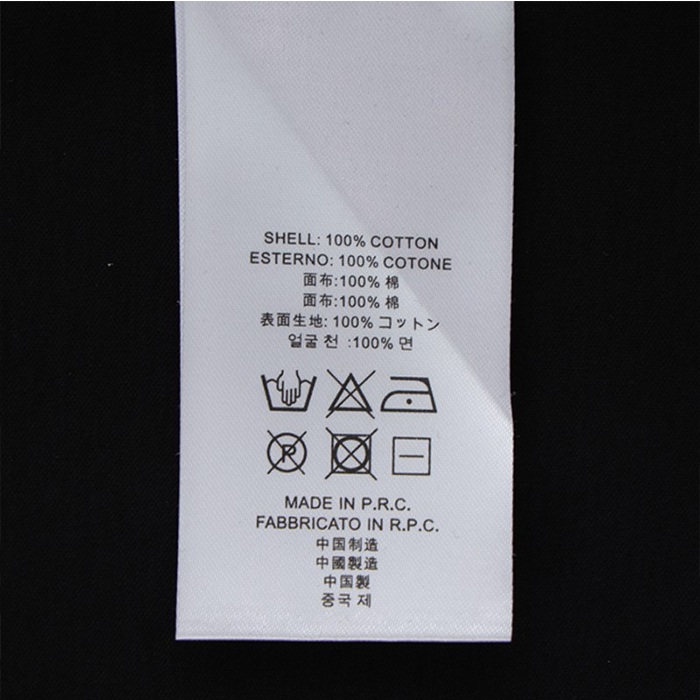 SHELL: 100% COTTON
ESTERNO: 100% COTONE
面布:100% 棉
面布:100% 棉
表面生地: 100% コットン
얼굴 천 :100% 면
P
MADE IN P.R.C.
FABBRICATO IN R.P.C.
中国制造
中國製造
中国製
중국 제